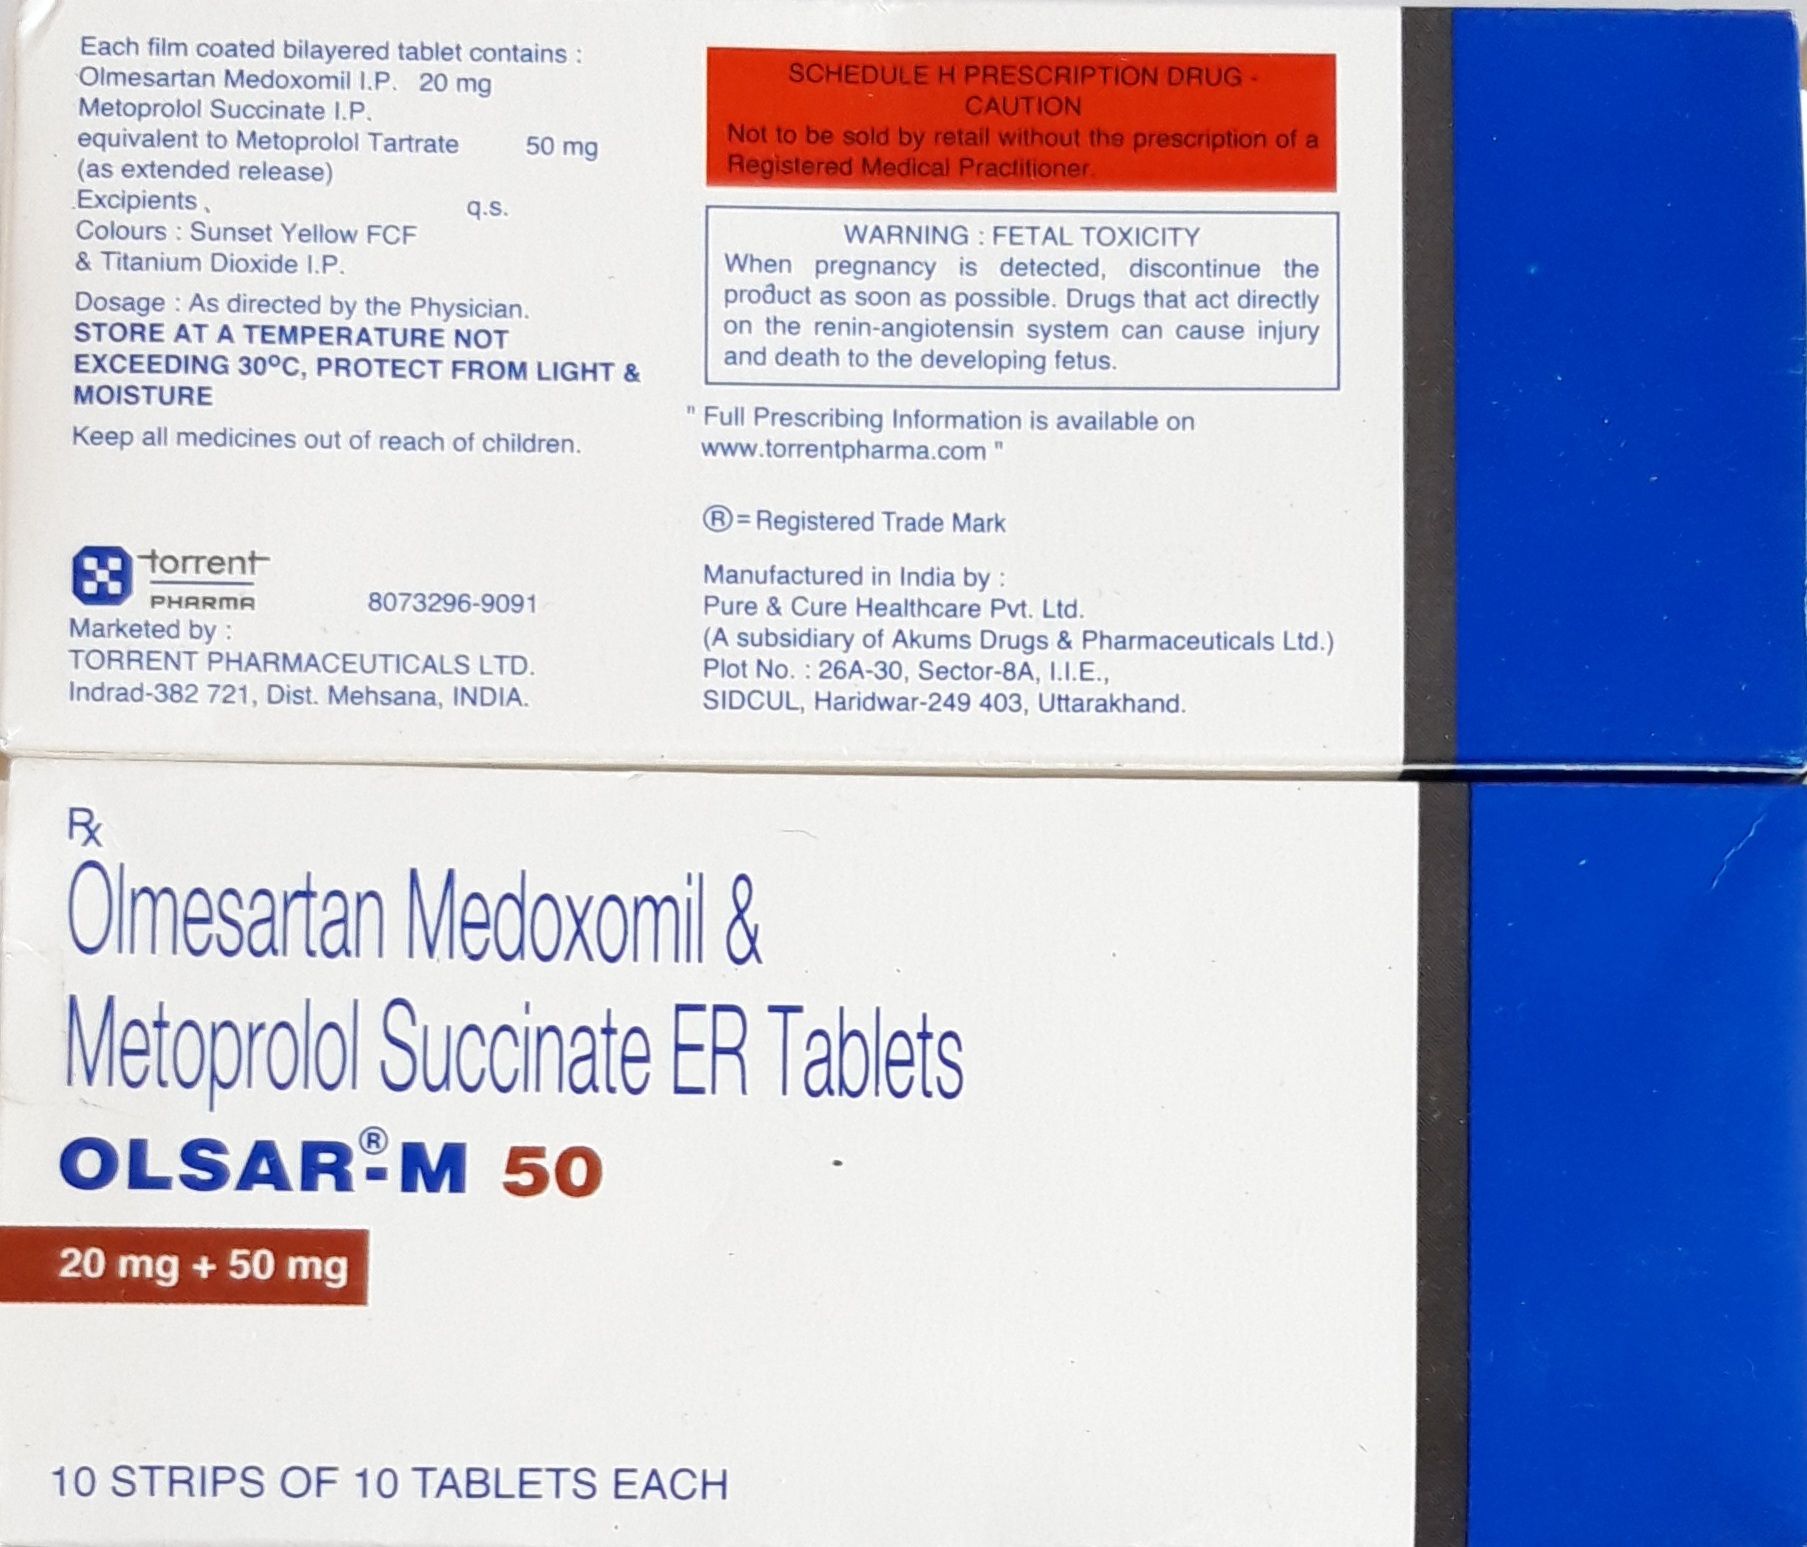 Each film coated bilayered tablet contains :
Olmesartan Medoxomil I.P. 20 mg
Metoprolol Succinate I.P.
equivalent to Metoprolol Tartrate 50 mg
(as extended release)
Excipients q.s.
Colours : Sunset Yellow FCF
& Titanium Dioxide I.P.
Dosage : As directed by the Physician.
STORE AT A TEMPERATURE NOT
EXCEEDING 30ºC, PROTECT FROM LIGHT &
MOISTURE
Keep all medicines out of reach of children.
torrent
PHARMA
8073296-9091
Marketed by :
TORRENT PHARMACEUTICALS LTD.
Indrad-382 721, Dist. Mehsana, INDIA.
SCHEDULE H PRESCRIPTION DRUG -
CAUTION
Not to be sold by retail without the prescription of a
Registered Medical Practitioner.
WARNING : FETAL TOXICITY
When pregnancy is detected, discontinue the
product as soon as possible. Drugs that act directly
on the renin-angiotensin system can cause injury
and death to the developing fetus.
" Full Prescribing Information is available on
www.torrentpharma.com "
® = Registered Trade Mark
Manufactured in India by :
Pure & Cure Healthcare Pvt. Ltd.
(A subsidiary of Akums Drugs & Pharmaceuticals Ltd.)
Plot No. : 26A-30, Sector-8A, I.I.E.,
SIDCUL, Haridwar-249 403, Uttarakhand.
Rx
Olmesartan Medoxomil &
Metoprolol Succinate ER Tablets
OLSAR®-M 50
20 mg + 50 mg
10 STRIPS OF 10 TABLETS EACH